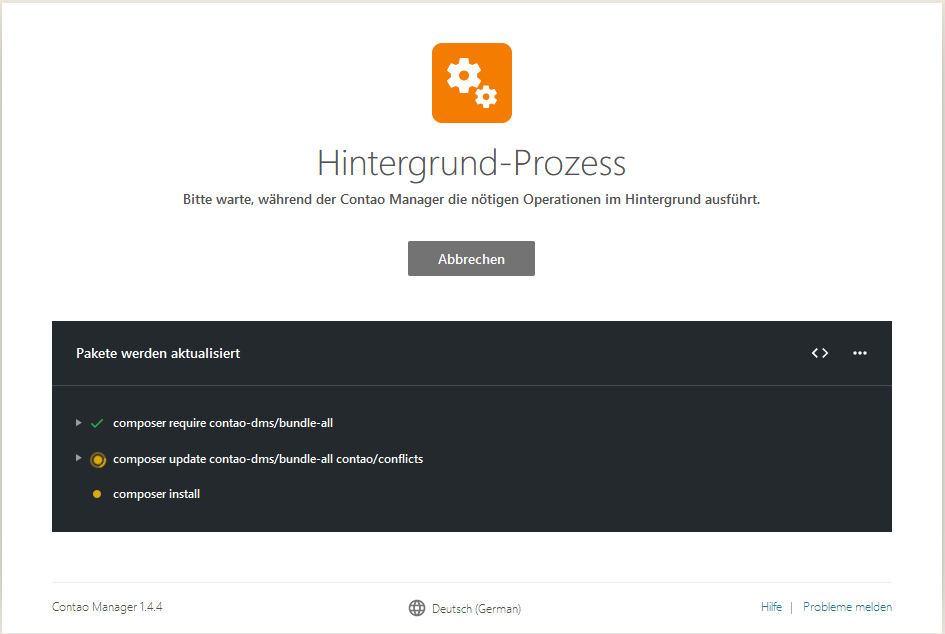 Hintergrund-Prozess
Bitte warte, während der Contao Manager die nötigen Operationen im Hintergrund ausführt.
Abbrechen
Pakete werden aktualisiert
composer require contao-dms/bundle-all
composer update contao-dms/bundle-all contao/conflicts
composer install
Contao Manager 1.4.4
Deutsch (German)
Hilfe | Probleme melden